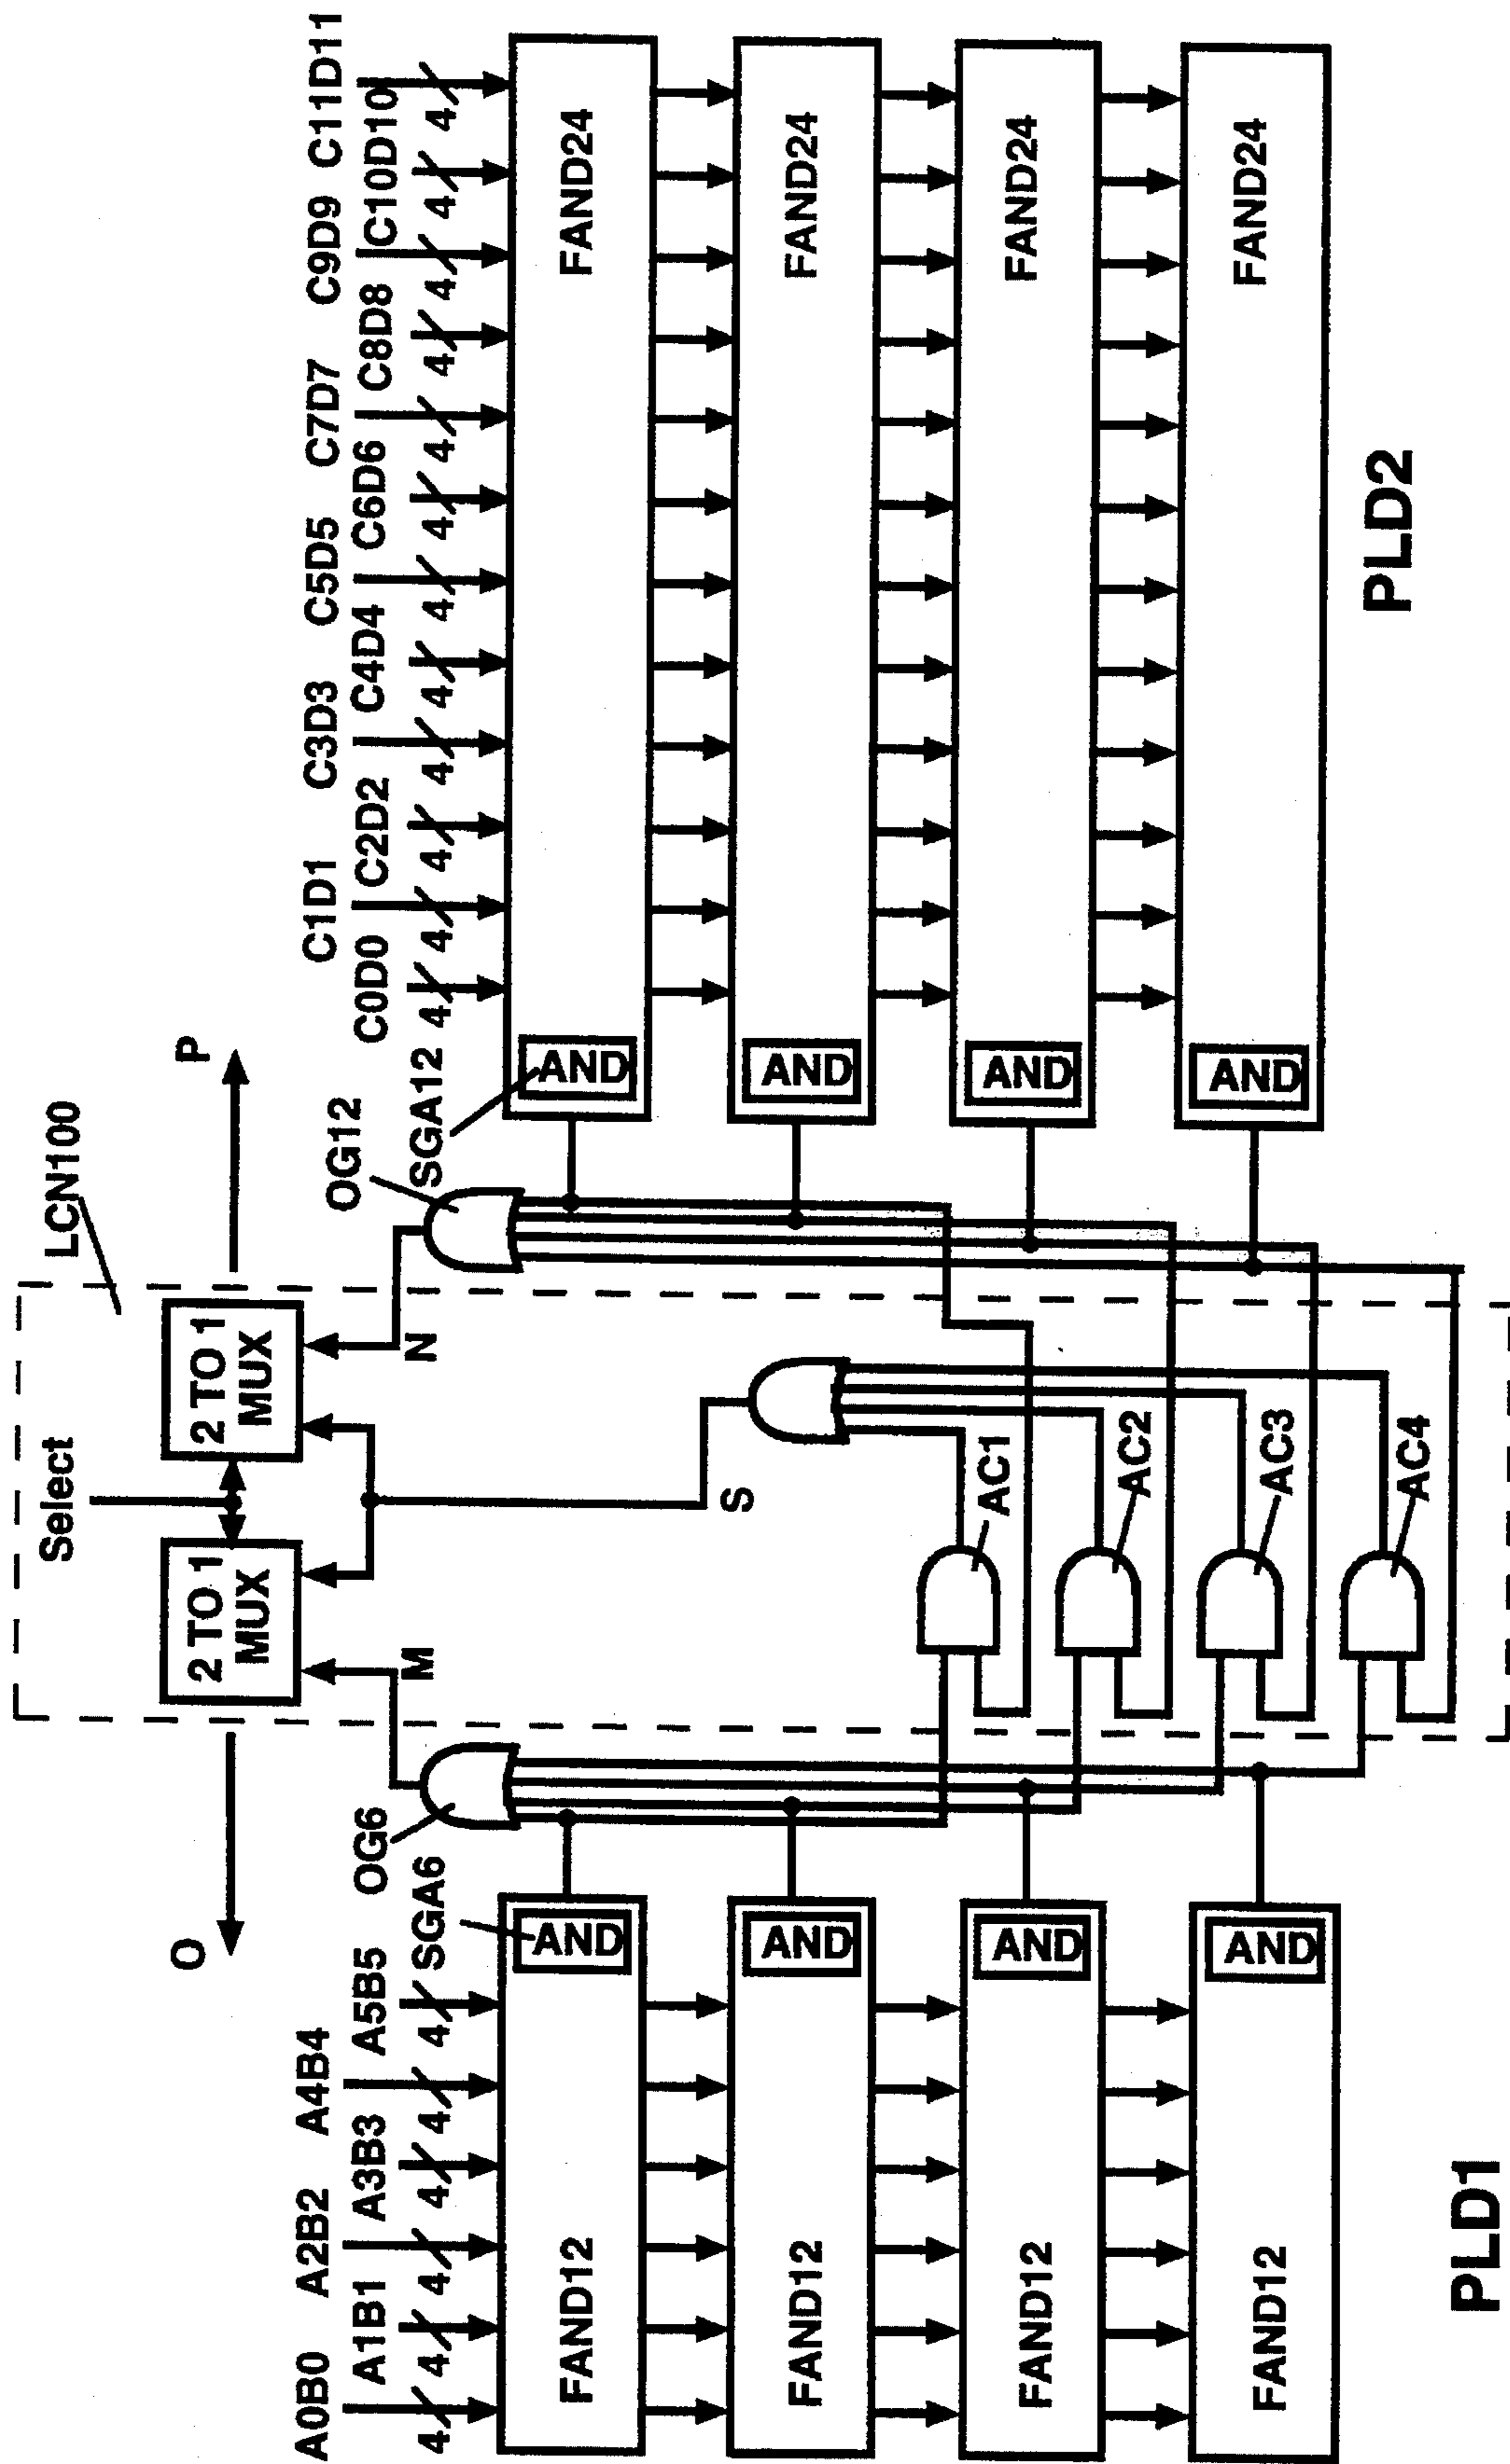 LCN100
Select
2 TO 1
MUX
2 TO 1
MUX
O
P
M
N
S
OG6
OG12
SGA6
SGA12
A0B0 A2B2 A4B4
A1B1 A3B3 A5B5
4 4 4 4 4 4
C1D1 C3D3 C5D5 C7D7 C9D9 C11D11
C0D0 C2D2 C4D4 C6D6 C8D8 C10D10
4 4 4 4 4 4 4 4 4 4 4 4
FAND12
AND
FAND12
AND
FAND12
AND
FAND12
AND
AC1
AC2
AC3
AC4
AND
FAND24
AND
FAND24
AND
FAND24
AND
FAND24
PLD1
PLD2